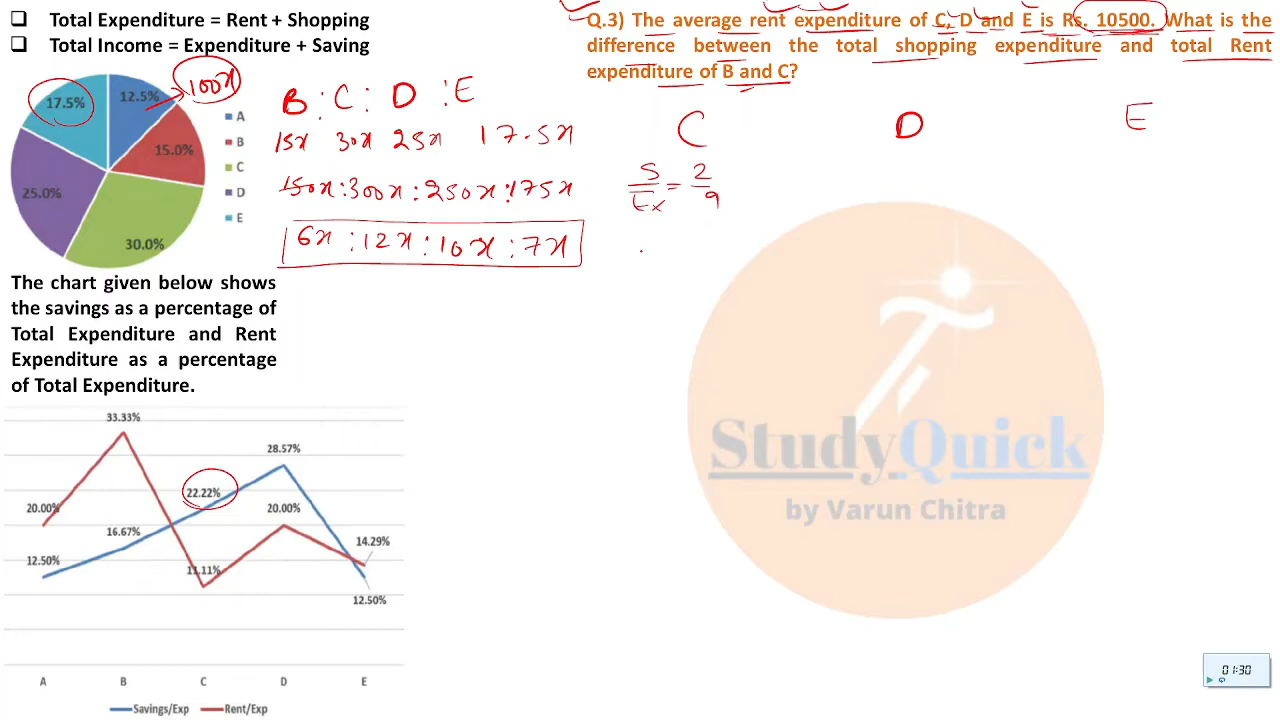 ❑ Total Expenditure = Rent + Shopping
❑ Total Income = Expenditure + Saving
Q.3) The average rent expenditure of C, D and E is Rs. 10500. What is the
difference between the total shopping expenditure and total Rent
expenditure of B and C?
17.5%
12.5%
15.0%
25.0%
30.0%
A
B
C
D
E
100x
B : C : D : E
15x 30x 25x 17.5x
150x : 300x : 250x : 175x
6x : 12x : 10x : 7x
C D E
S/Ex = 2/9
The chart given below shows
the savings as a percentage of
Total Expenditure and Rent
Expenditure as a percentage
of Total Expenditure.
33.33%
28.57%
22.22%
20.00%
20.00%
16.67%
14.29%
12.50%
11.11%
12.50%
A B C D E
Savings/Exp Rent/Exp
StudyQuick
by Varun Chitra
01:30